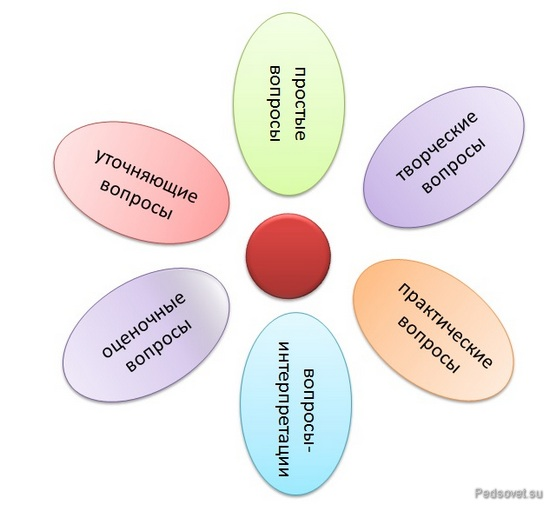 простые
вопросы
творческие
вопросы
практические
вопросы
вопросы-
интерпретации
оценочные
вопросы
уточняющие
вопросы
Pedsovet.su